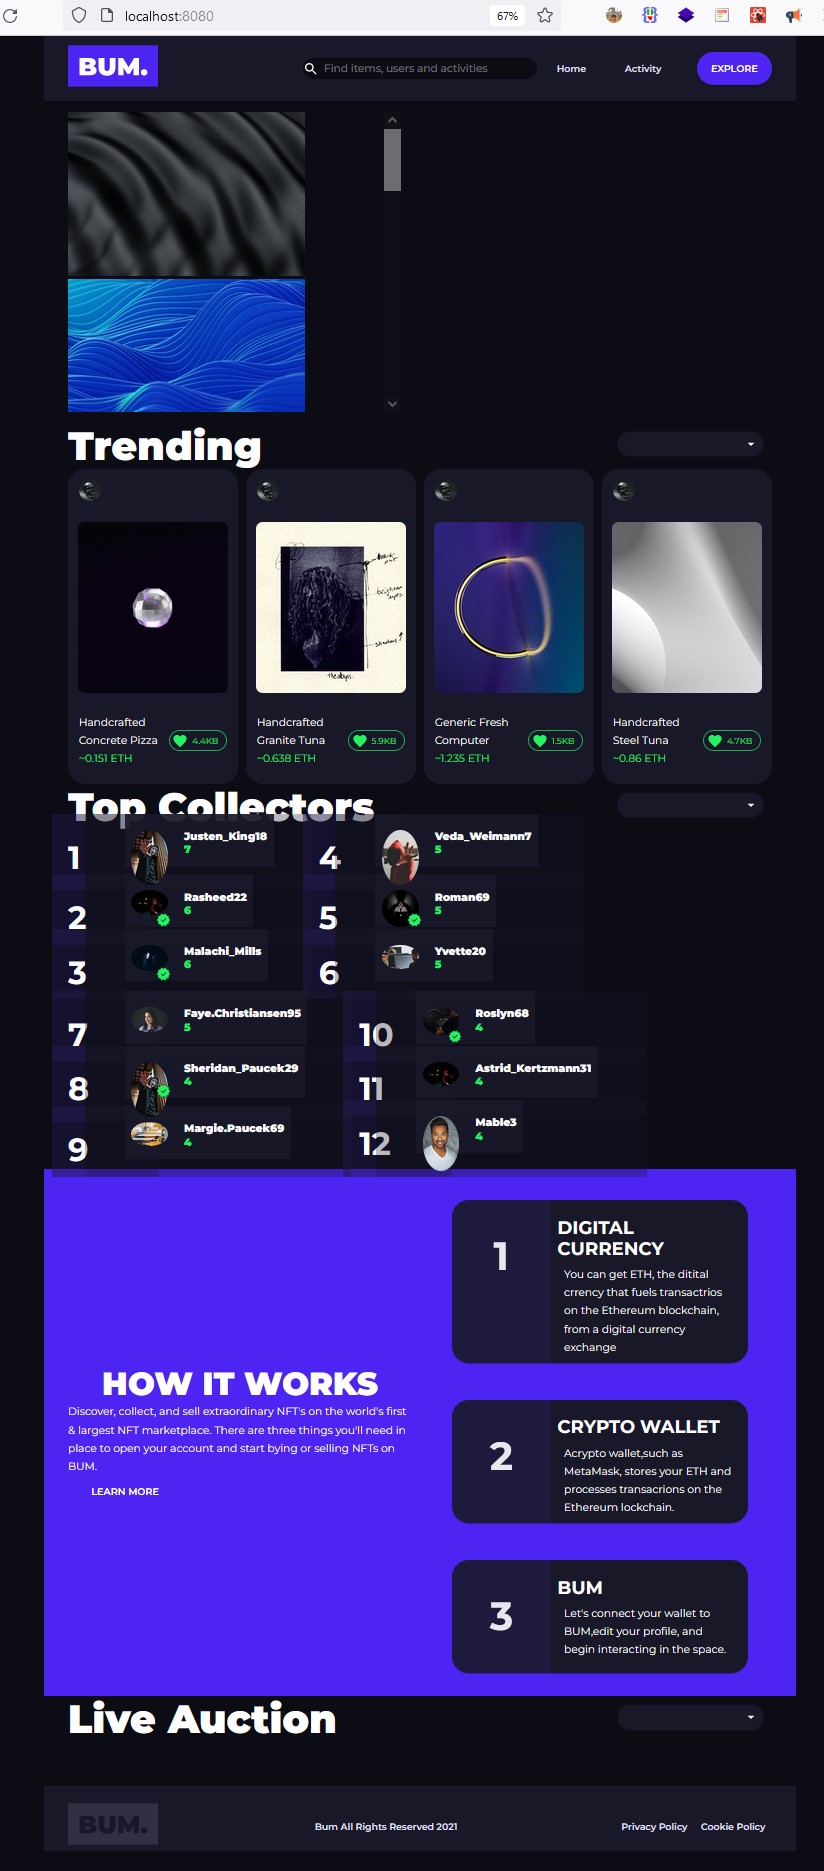 localhost:8080
67%
BUM.
Find items, users and activities
Home
Activity
EXPLORE
Trending
Handcrafted
Concrete Pizza
4.4KB
~0.151 ETH
Handcrafted
Granite Tuna
5.9KB
~0.638 ETH
Generic Fresh
Computer
1.5KB
~1.235 ETH
Handcrafted
Steel Tuna
4.7KB
~0.86 ETH
Top Collectors
1
Justen_King18
7
2
Rasheed22
6
3
Malachi_Mills
6
4
Veda_Weimann7
5
5
Roman69
5
6
Yvette20
5
7
Faye.Christiansen95
5
8
Sheridan_Paucek29
4
9
Margie.Paucek69
4
10
Roslyn68
4
11
Astrid_Kertzmann31
4
12
Mable3
4
HOW IT WORKS
Discover, collect, and sell extraordinary NFT's on the world's first
& largest NFT marketplace. There are three things you'll need in
place to open your account and start bying or selling NFTs on
BUM.
LEARN MORE
1
DIGITAL
CURRENCY
You can get ETH, the ditital
crrency that fuels transactrios
on the Ethereum blockchain,
from a digital currency
exchange
2
CRYPTO WALLET
Acrypto wallet,such as
MetaMask, stores your ETH and
processes transacrions on the
Ethereum lockchain.
3
BUM
Let's connect your wallet to
BUM,edit your profile, and
begin interacting in the space.
Live Auction
BUM.
Bum All Rights Reserved 2021
Privacy Policy
Cookie Policy